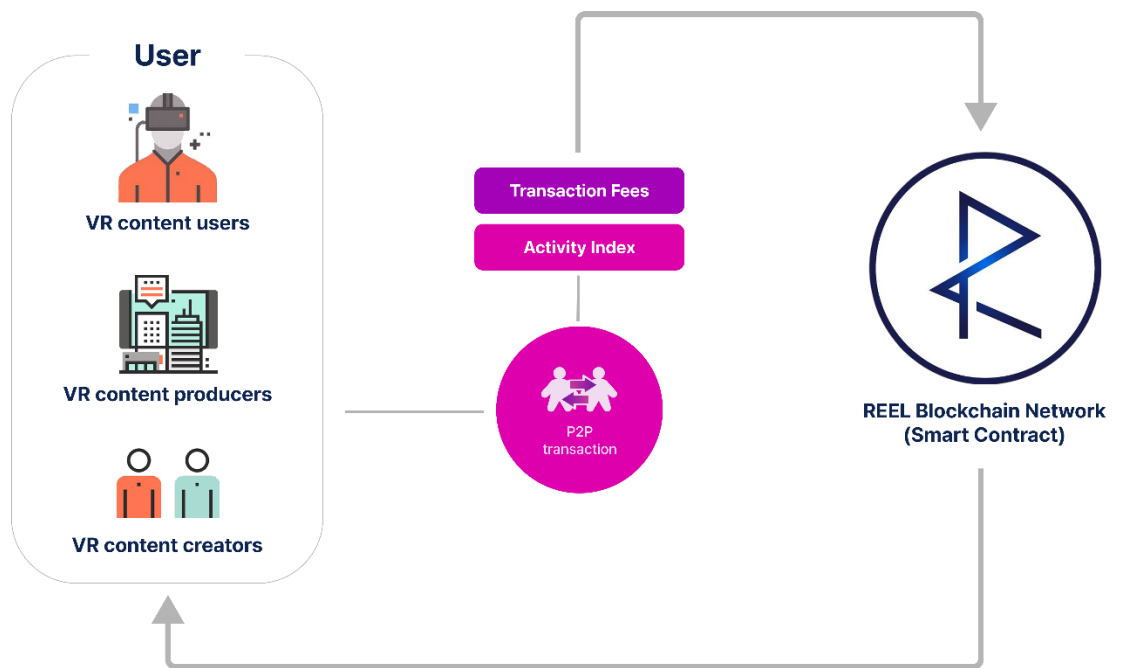 User
VR content users
VR content producers
VR content creators
Transaction Fees
Activity Index
P2P
transaction
REEL Blockchain Network
(Smart Contract)